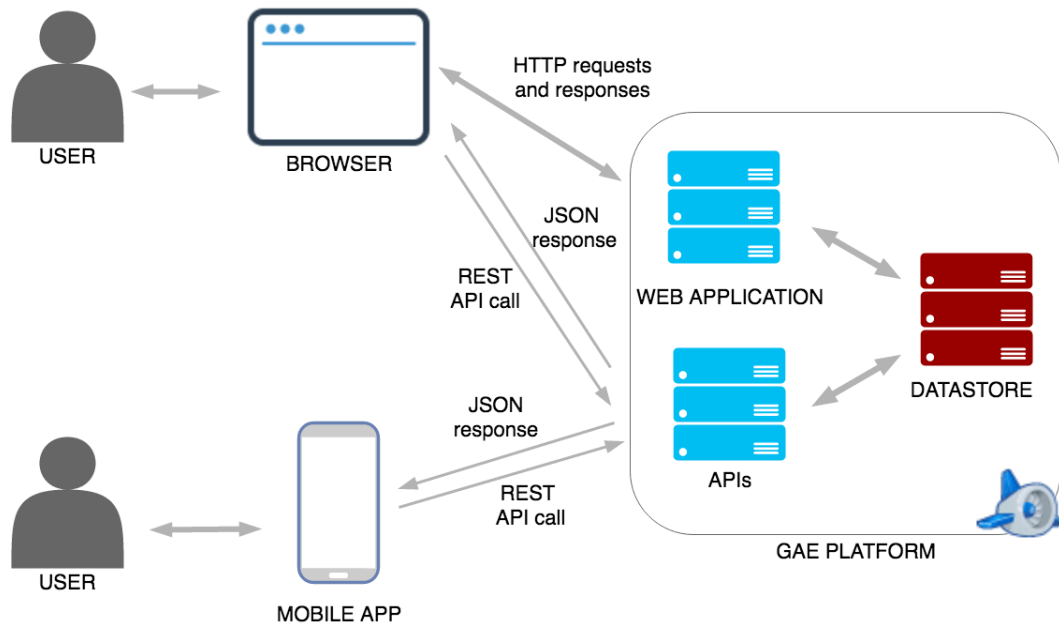 HTTP requests
and responses
USER
BROWSER
JSON
response
REST
API call
WEB APPLICATION
DATASTORE
JSON
response
REST
API call
APIs
GAE PLATFORM
USER
MOBILE APP